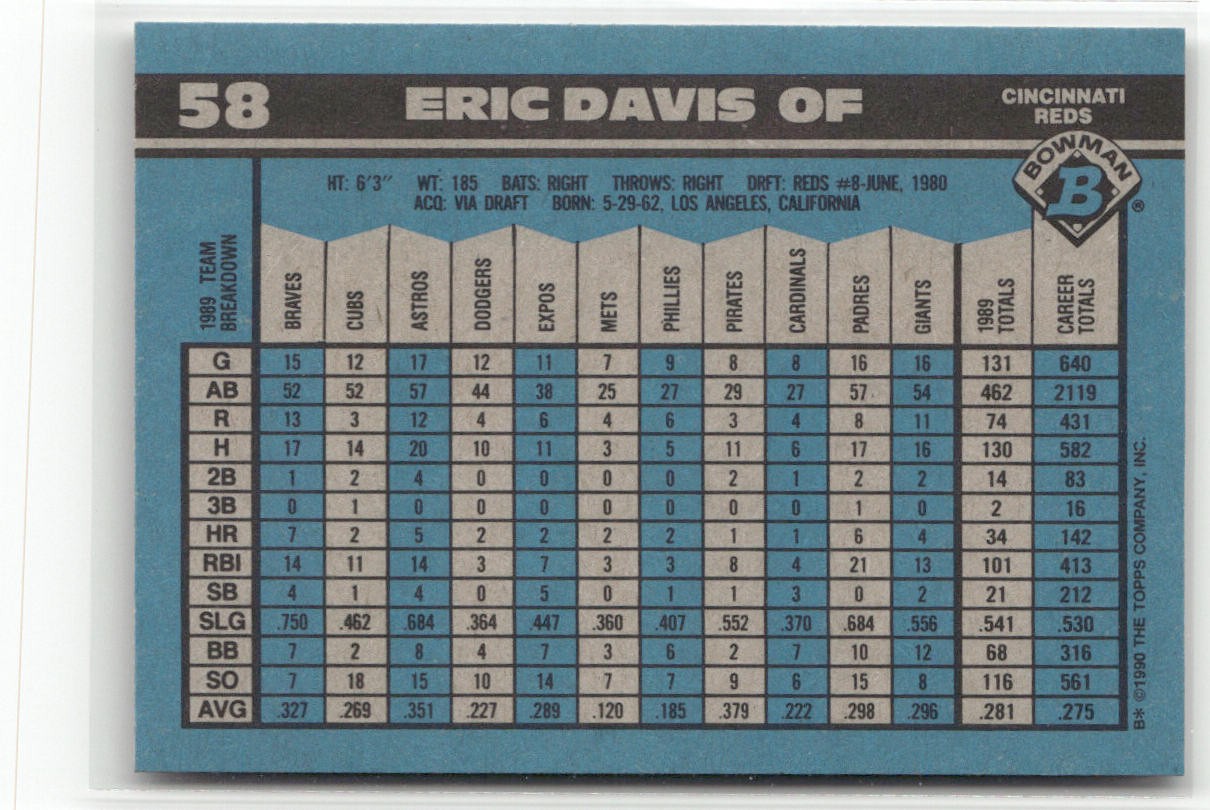 58 ERIC DAVIS OF CINCINNATI
REDS
BOWMAN
B ®
HT: 6'3" WT: 185 BATS: RIGHT THROWS: RIGHT DRFT: REDS #8-JUNE, 1980
ACQ: VIA DRAFT BORN: 5-29-62, LOS ANGELES, CALIFORNIA
1989 TEAM BREAKDOWN BRAVES CUBS ASTROS DODGERS EXPOS METS PHILLIES PIRATES CARDINALS PADRES GIANTS 1989 TOTALS CAREER TOTALS
G 15 12 17 12 11 7 9 8 8 16 16 131 640
AB 52 52 57 44 38 25 27 29 27 57 54 462 2119
R 13 3 12 4 6 4 6 3 4 8 11 74 431
H 17 14 20 10 11 3 5 11 6 17 16 130 582
2B 1 2 4 0 0 0 0 2 1 2 2 14 83
3B 0 1 0 0 0 0 0 0 0 1 0 2 16
HR 7 2 5 2 2 2 2 1 1 6 4 34 142
RBI 14 11 14 3 7 3 3 8 4 21 13 101 413
SB 4 1 4 0 5 0 1 1 3 0 2 21 212
SLG .750 .462 .684 .364 .447 .360 .407 .552 .370 .684 .556 .541 .530
BB 7 2 8 4 7 3 6 2 7 10 12 68 316
SO 7 18 15 10 14 7 7 9 6 15 8 116 561
AVG .327 .269 .351 .227 .289 .120 .185 .379 .222 .298 .296 .281 .275
B* ©1990 THE TOPPS COMPANY, INC.